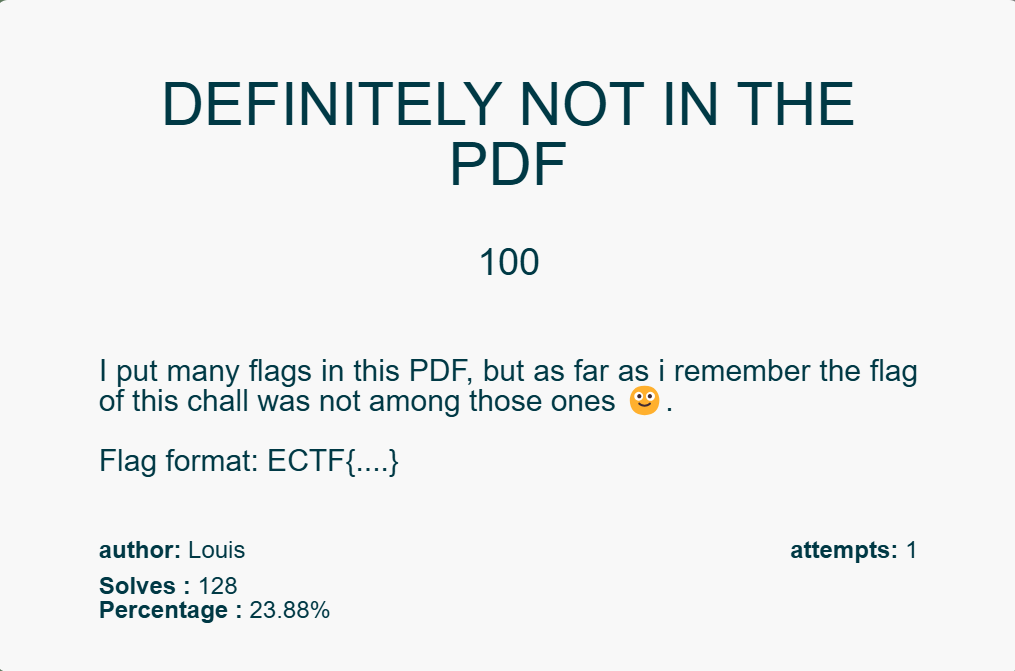 DEFINITELY NOT IN THE
PDF
100
I put many flags in this PDF, but as far as i remember the flag
of this chall was not among those ones 🙂.
Flag format: ECTF{....}
author: Louis
attempts: 1
Solves : 128
Percentage : 23.88%